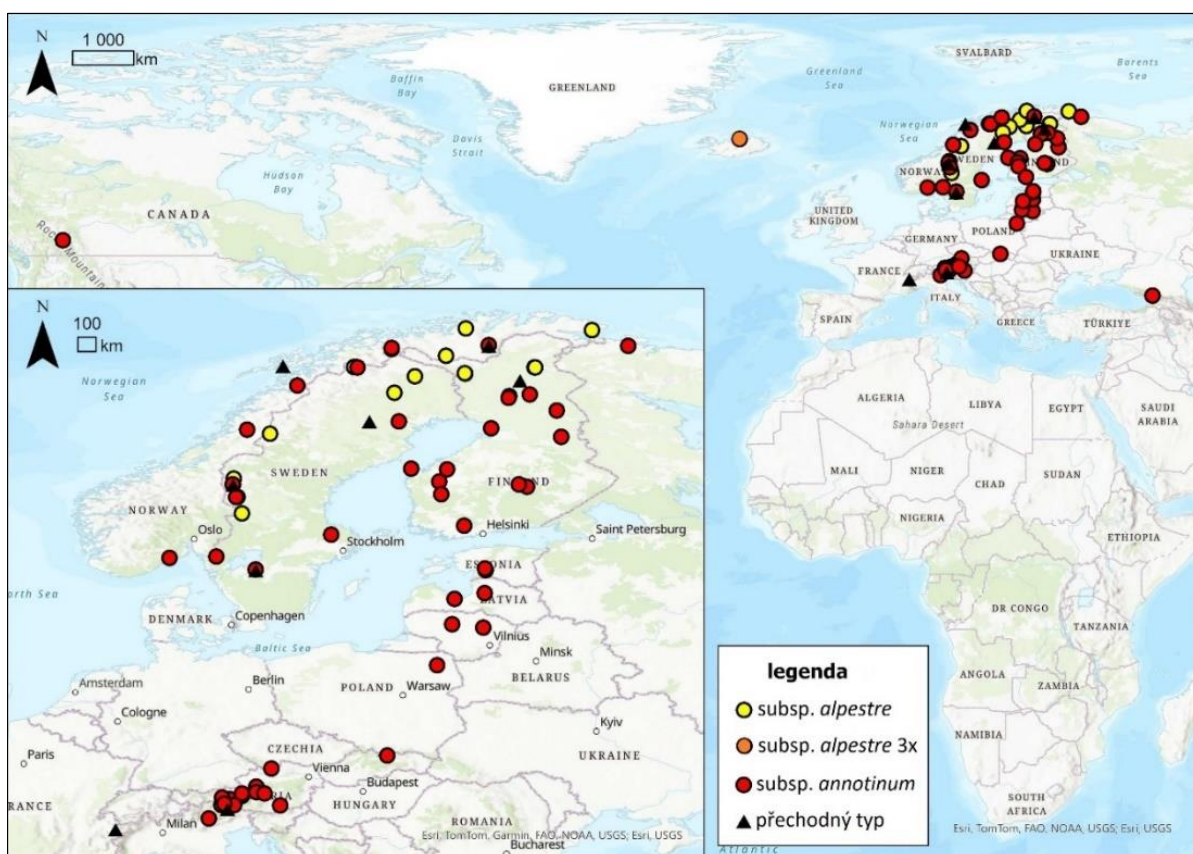 N
1 000
km
SVALBARD
Baffin
Bay
GREENLAND
Greenland
Sea
Barents
Sea
Davis
Strait
Norwegian
Sea
Hudson
Bay
CANADA
Rocky Mountain
NORWAY
SWEDEN
FINLAND
UNITED
KINGDOM
POLAND
GERMANY
UKRAINE
FRANCE
ITALY
SPAIN
GREECE
TÜRKIYE
ALGERIA
LIBYA
EGYPT
SAUDI
ARABIA
Sahara Desert
MALI
NIGER
CHAD
SUDAN
NIGERIA
ETHIOPIA
DR CONGO
TANZANIA
ANGOLA
ZAMBIA
NAMIBIA
SOUTH
AFRICA
Atlantic
Esri, TomTom, FAO, NOAA, USGS; Esri, USGS
N
100
km
Norwegian
Sea
SWEDEN
NORWAY
FINLAND
Oslo
Helsinki
Saint Petersburg
Stockholm
ESTONIA
LATVIA
DENMARK
Copenhagen
orth Sea
Baltic Sea
Vilnius
Minsk
Amsterdam
Berlin
POLAND
Warsaw
BELARUS
Cologne
Kyiv
Paris
CZECHIA
UKRAINE
Vienna
RIA
Budapest
RANCE
HUNGARY
Milan
ROMANIA
Esri, TomTom, Garmin, FAO, NOAA, USGS; Esri, USGS
Bucharest
legenda
subsp. alpestre
subsp. alpestre 3x
subsp. annotinum
přechodný typ